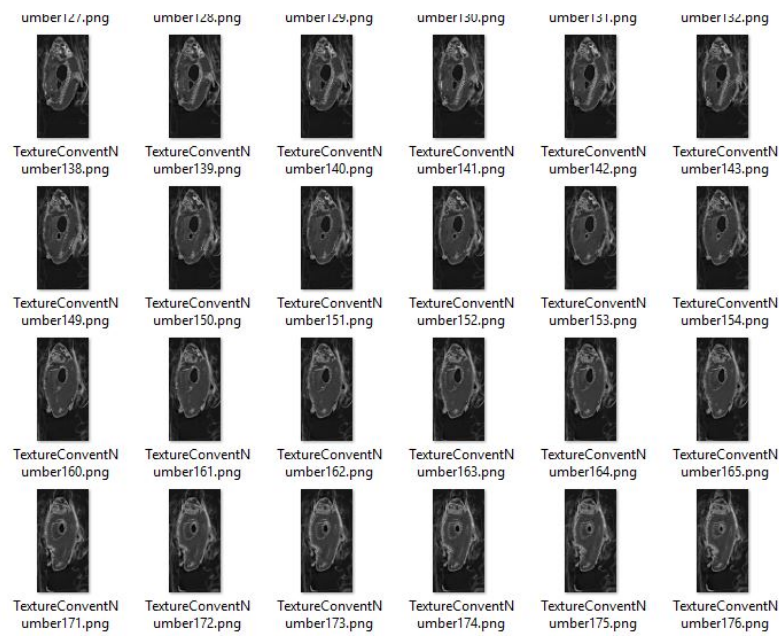 umber127.png umber128.png umber129.png umber130.png umber131.png umber132.png
TextureConventN TextureConventN TextureConventN TextureConventN TextureConventN TextureConventN
umber138.png umber139.png umber140.png umber141.png umber142.png umber143.png
TextureConventN TextureConventN TextureConventN TextureConventN TextureConventN TextureConventN
umber149.png umber150.png umber151.png umber152.png umber153.png umber154.png
TextureConventN TextureConventN TextureConventN TextureConventN TextureConventN TextureConventN
umber160.png umber161.png umber162.png umber163.png umber164.png umber165.png
TextureConventN TextureConventN TextureConventN TextureConventN TextureConventN TextureConventN
umber171.png umber172.png umber173.png umber174.png umber175.png umber176.png